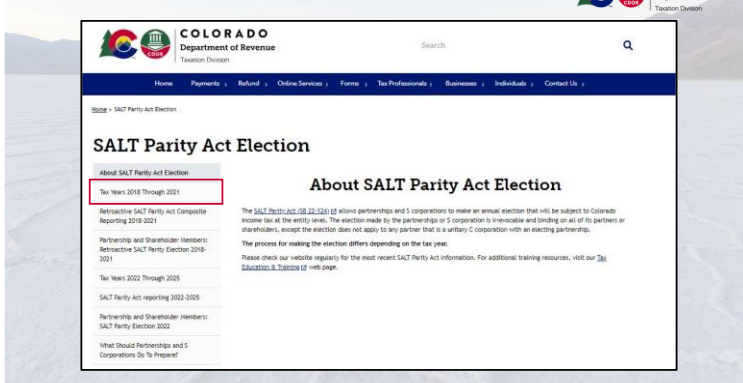 Taxation Division
CDOR
COLORADO
Department of Revenue
Taxation Division
Search
Home Payments Refund Online Services Forms Tax Professionals Businesses Individuals Contact Us
Home » SALT Parity Act Election
SALT Parity Act Election
About SALT Parity Act Election
Tax Years 2018 Through 2021
Retroactive SALT Parity Act Composite
Reporting 2018-2021
Partnership and Shareholder Members:
Retroactive SALT Parity Election 2018-
2021
Tax Years 2022 Through 2025
SALT Parity Act reporting 2022-2025
Partnership and Shareholder Members:
SALT Parity Election 2022
What Should Partnerships and S
Corporations Do To Prepare?
About SALT Parity Act Election
The SALT Parity Act (SB 22-124) allows partnerships and S corporations to make an annual election that will be subject to Colorado
income tax at the entity level. The election made by the partnerships or S corporation is irrevocable and binding on all of its partners or
shareholders, except the election does not apply to any partner that is a unitary C corporation with an electing partnership.
The process for making the election differs depending on the tax year.
Please check our website regularly for the most recent SALT Parity Act information. For additional training resources, visit our Tax
Education & Training web page.